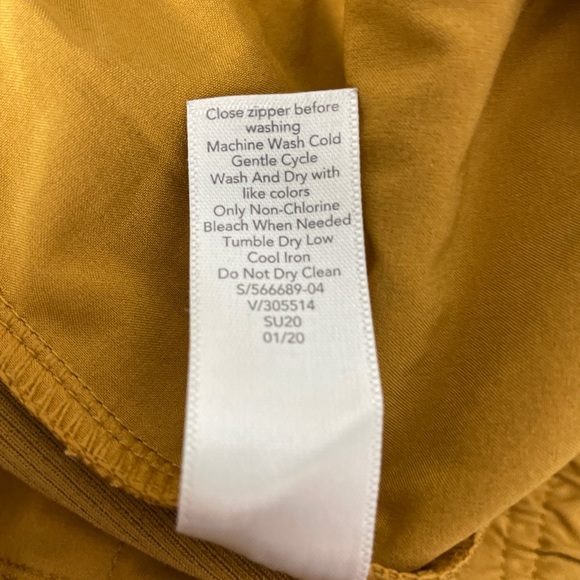 Close zipper before
washing
Machine Wash Cold
Gentle Cycle
Wash And Dry with
like colors
Only Non-Chlorine
Bleach When Needed
Tumble Dry Low
Cool Iron
Do Not Dry Clean
S/566689-04
V/305514
SU20
01/20